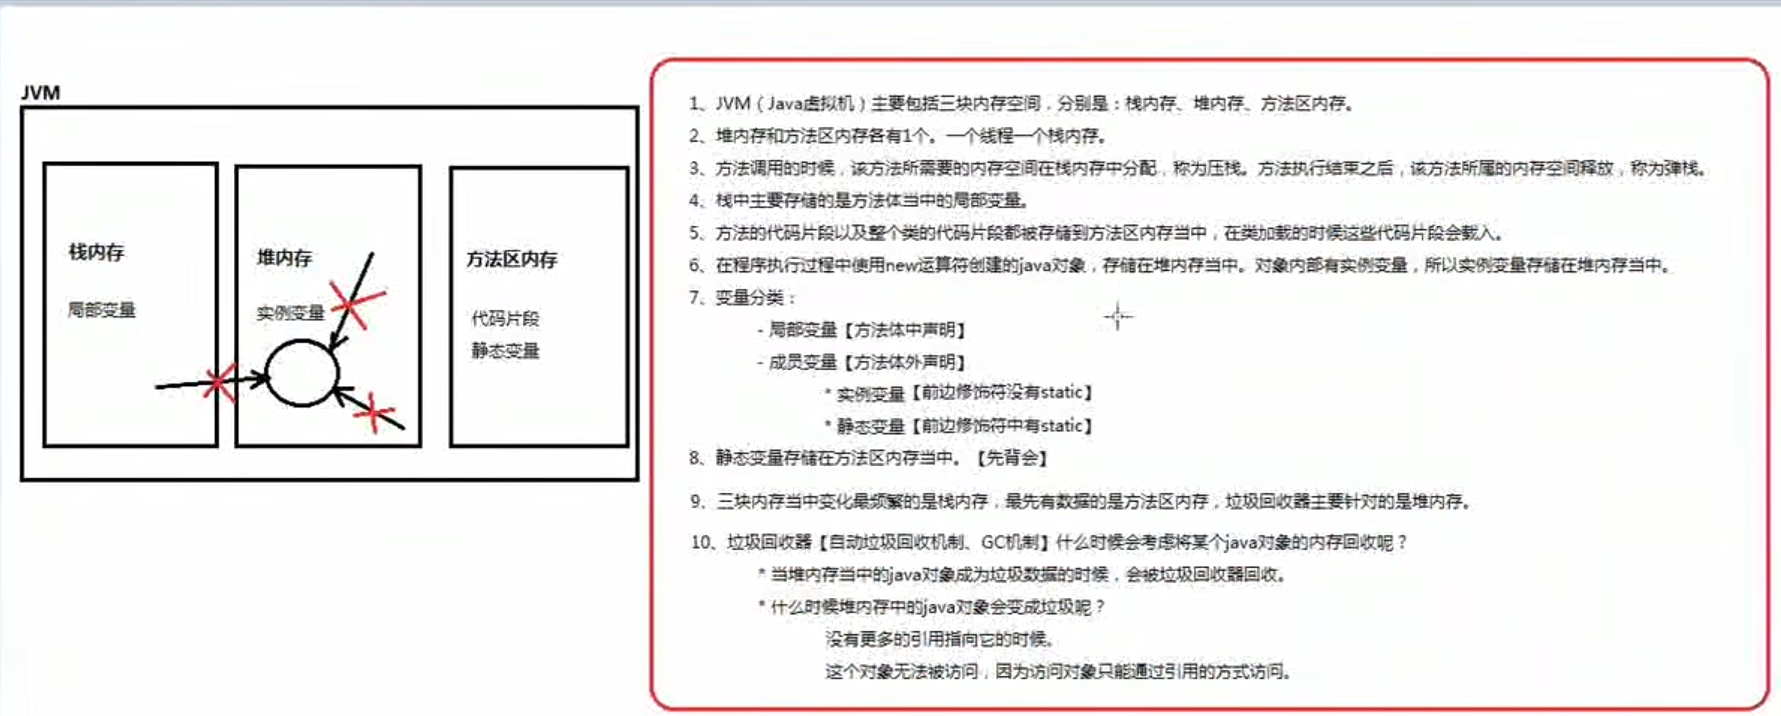 JVM
栈内存
局部变量
堆内存
实例变量
方法区内存
代码片段
静态变量
1、JVM（Java虚拟机）主要包括三块内存空间，分别是：栈内存、堆内存、方法区内存。
2、堆内存和方法区内存各有1个。一个线程一个栈内存。
3、方法调用的时候，该方法所需要的内存空间在栈内存中分配，称为压栈。方法执行结束之后，该方法所属的内存空间释放，称为弹栈。
4、栈中主要存储的是方法体当中的局部变量。
5、方法的代码片段以及整个类的代码片段都被存储到方法区内存当中，在类加载的时候这些代码片段会载入。
6、在程序执行过程中使用new运算符创建的java对象，存储在堆内存当中。对象内部有实例变量，所以实例变量存储在堆内存当中。
7、变量分类：
- 局部变量【方法体中声明】
- 成员变量【方法体外声明】
* 实例变量【前边修饰符没有static】
* 静态变量【前边修饰符中有static】
8、静态变量存储在方法区内存当中。【先背会】
9、三块内存当中变化最频繁的是栈内存，最先有数据的是方法区内存，垃圾回收器主要针对的是堆内存。
10、垃圾回收器【自动垃圾回收机制、GC机制】什么时候会考虑将某个java对象的内存回收呢？
* 当堆内存当中的java对象成为垃圾数据的时候，会被垃圾回收器回收。
* 什么时候堆内存中的java对象会变成垃圾呢？
没有更多的引用指向它的时候。
这个对象无法被访问，因为访问对象只能通过引用的方式访问。